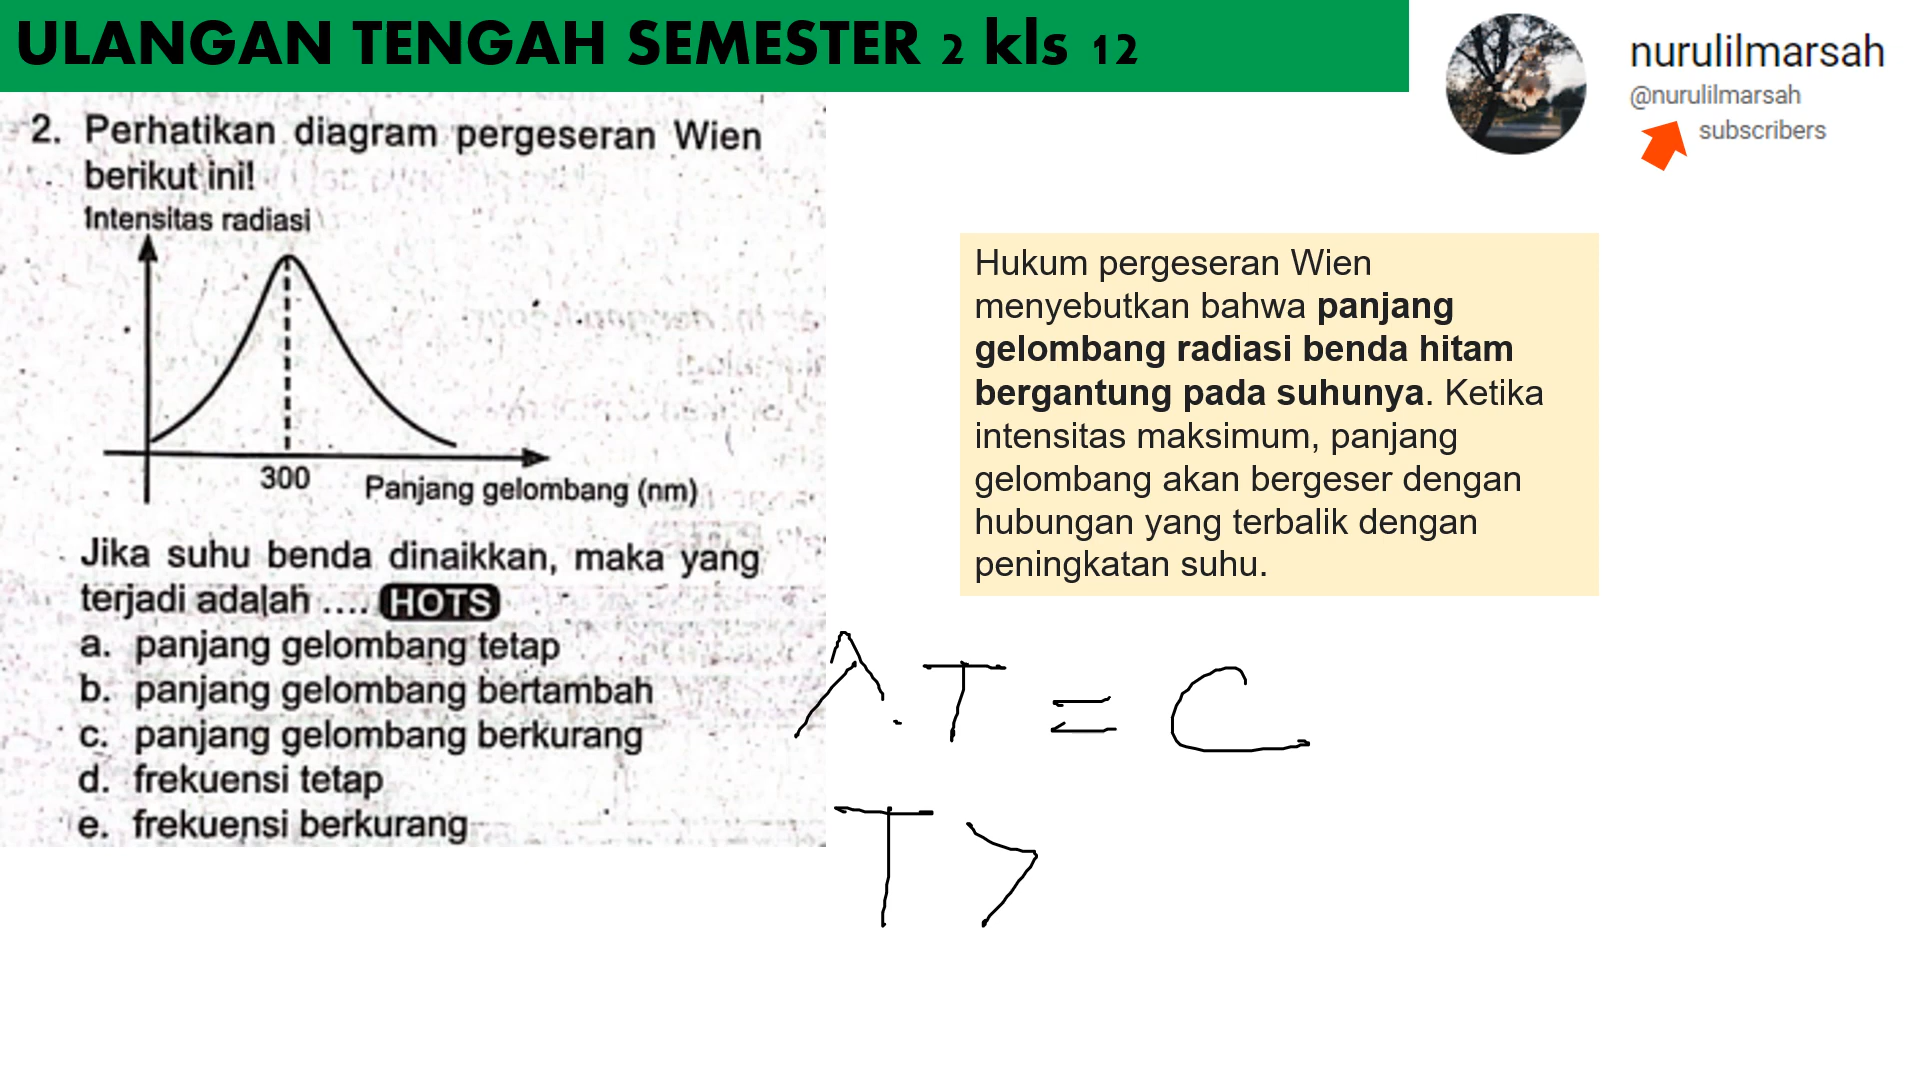 ULANGAN TENGAH SEMESTER 2 kls 12
nurulilmarsah
@nurulilmarsah
subscribers
2. Perhatikan diagram pergeseran Wien
berikut ini!
Intensitas radiasi
300
Panjang gelombang (nm)
Jika suhu benda dinaikkan, maka yang
terjadi adalah .... HOTS
a. panjang gelombang tetap
b. panjang gelombang bertambah
c. panjang gelombang berkurang
d. frekuensi tetap
e. frekuensi berkurang
Hukum pergeseran Wien
menyebutkan bahwa panjang
gelombang radiasi benda hitam
bergantung pada suhunya. Ketika
intensitas maksimum, panjang
gelombang akan bergeser dengan
hubungan yang terbalik dengan
peningkatan suhu.
λ.T = C
T >